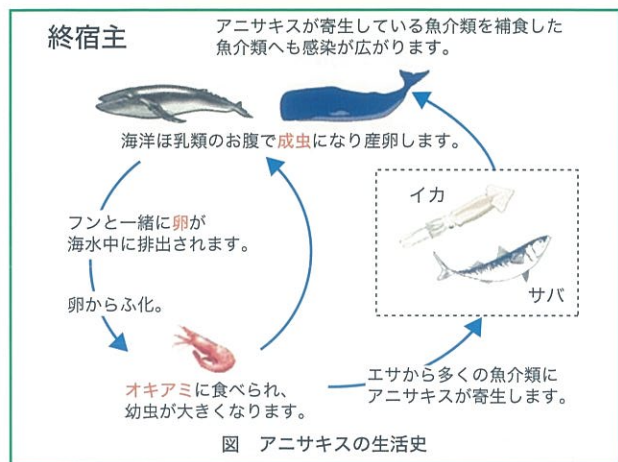 終宿主
アニサキスが寄生している魚介類を補食した
魚介類へも感染が広がります。
海洋ほ乳類のお腹で成虫になり産卵します。
フンと一緒に卵が
海水中に排出されます。
卵からふ化。
イカ
サバ
オキアミに食べられ、
幼虫が大きくなります。
エサから多くの魚介類に
アニサキスが寄生します。
図 アニサキスの生活史